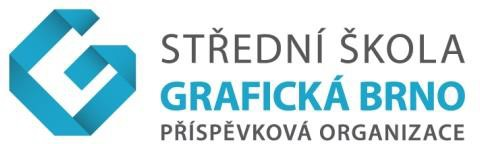 STŘEDNÍ ŠKOLA
GRAFICKÁ BRNO
PŘÍSPĚVKOVÁ ORGANIZACE